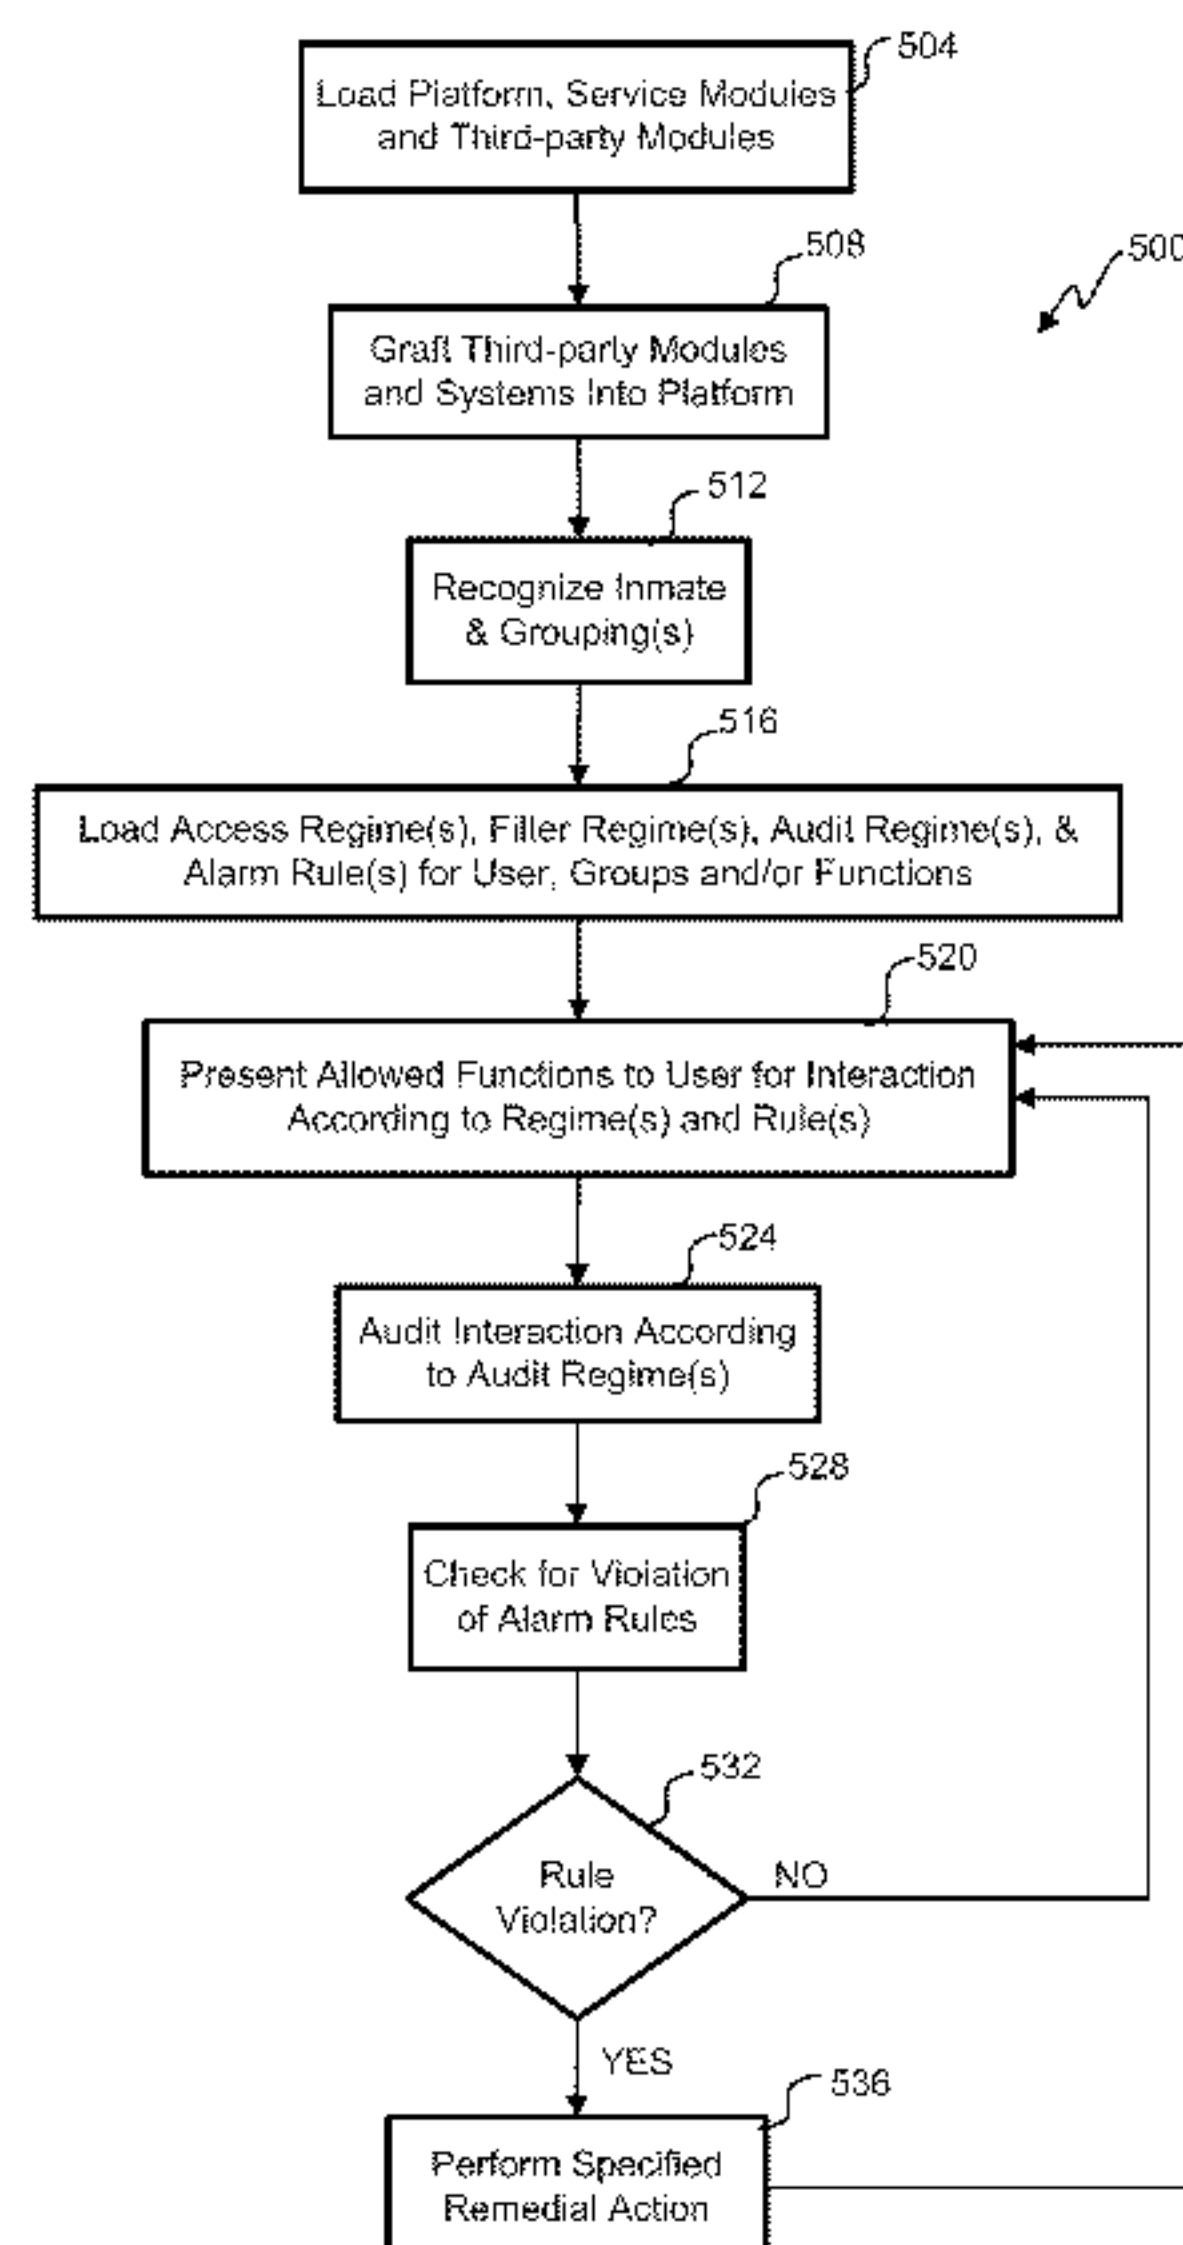 504
Load Platform, Service Modules
and Third-party Modules
508
500
Graft Third-party Modules
and Systems Into Platform
512
Recognize Inmate
& Grouping(s)
516
Load Access Regime(s), Filler Regime(s), Audit Regime(s), &
Alarm Rule(s) for User, Groups and/or Functions
520
Present Allowed Functions to User for Interaction
According to Regime(s) and Rule(s)
524
Audit Interaction According
to Audit Regime(s)
528
Check for Violation
of Alarm Rules
532
Rule
Violation?
NO
YES
536
Perform Specified
Remedial Action